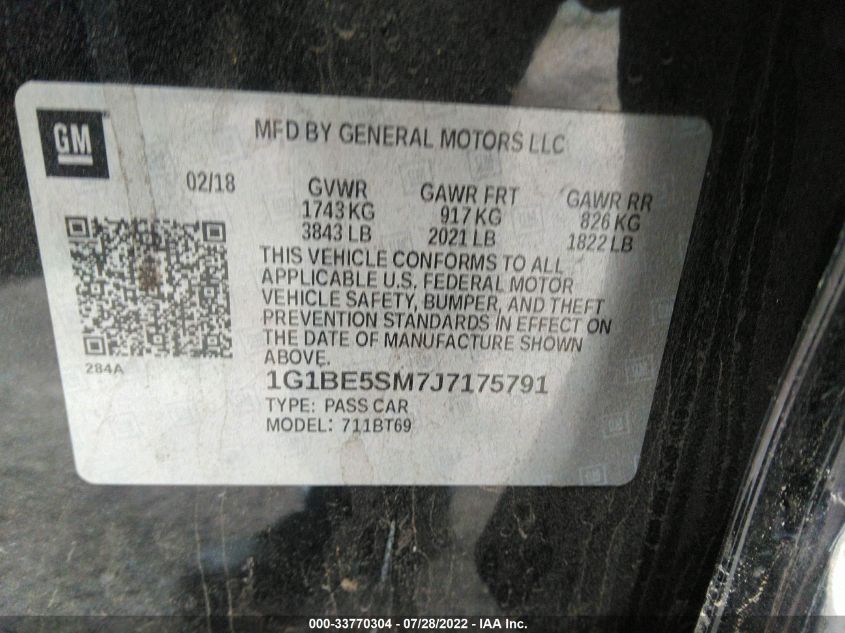 GM
MFD BY GENERAL MOTORS LLC
02/18 GVWR GAWR FRT GAWR RR
1743 KG 917 KG 826 KG
3843 LB 2021 LB 1822 LB
THIS VEHICLE CONFORMS TO ALL
APPLICABLE U.S. FEDERAL MOTOR
VEHICLE SAFETY, BUMPER, AND THEFT
PREVENTION STANDARDS IN EFFECT ON
THE DATE OF MANUFACTURE SHOWN
ABOVE.
284A
1G1BE5SM7J7175791
TYPE: PASS CAR
MODEL: 711BT69
000-33770304 / 07/28/2022 - IAA Inc.